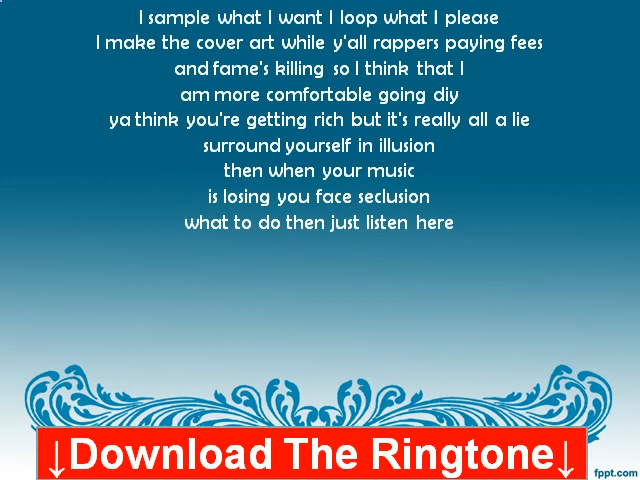 I sample what I want I loop what I please
I make the cover art while y'all rappers paying fees
and fame's killing so I think that I
am more comfortable going diy
ya think you're getting rich but it's really all a lie
surround yourself in illusion
then when your music
is losing you face seclusion
what to do then just listen here
↓Download The Ringtone↓
fppt.com